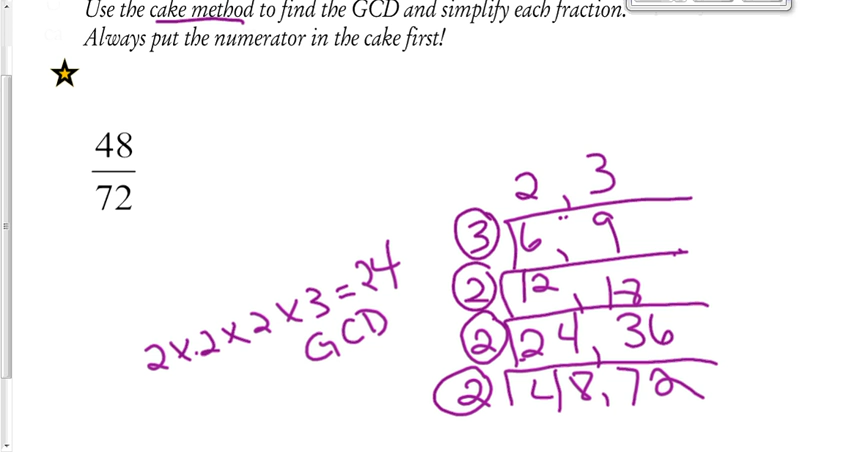 Use the cake method to find the GCD and simplify each fraction.
Always put the numerator in the cake first!
48
72
2 , 3
3 6 , 9
2 12 , 18
2 24 , 36
2 48 , 72
2 x 2 x 2 x 3 = 24
GCD